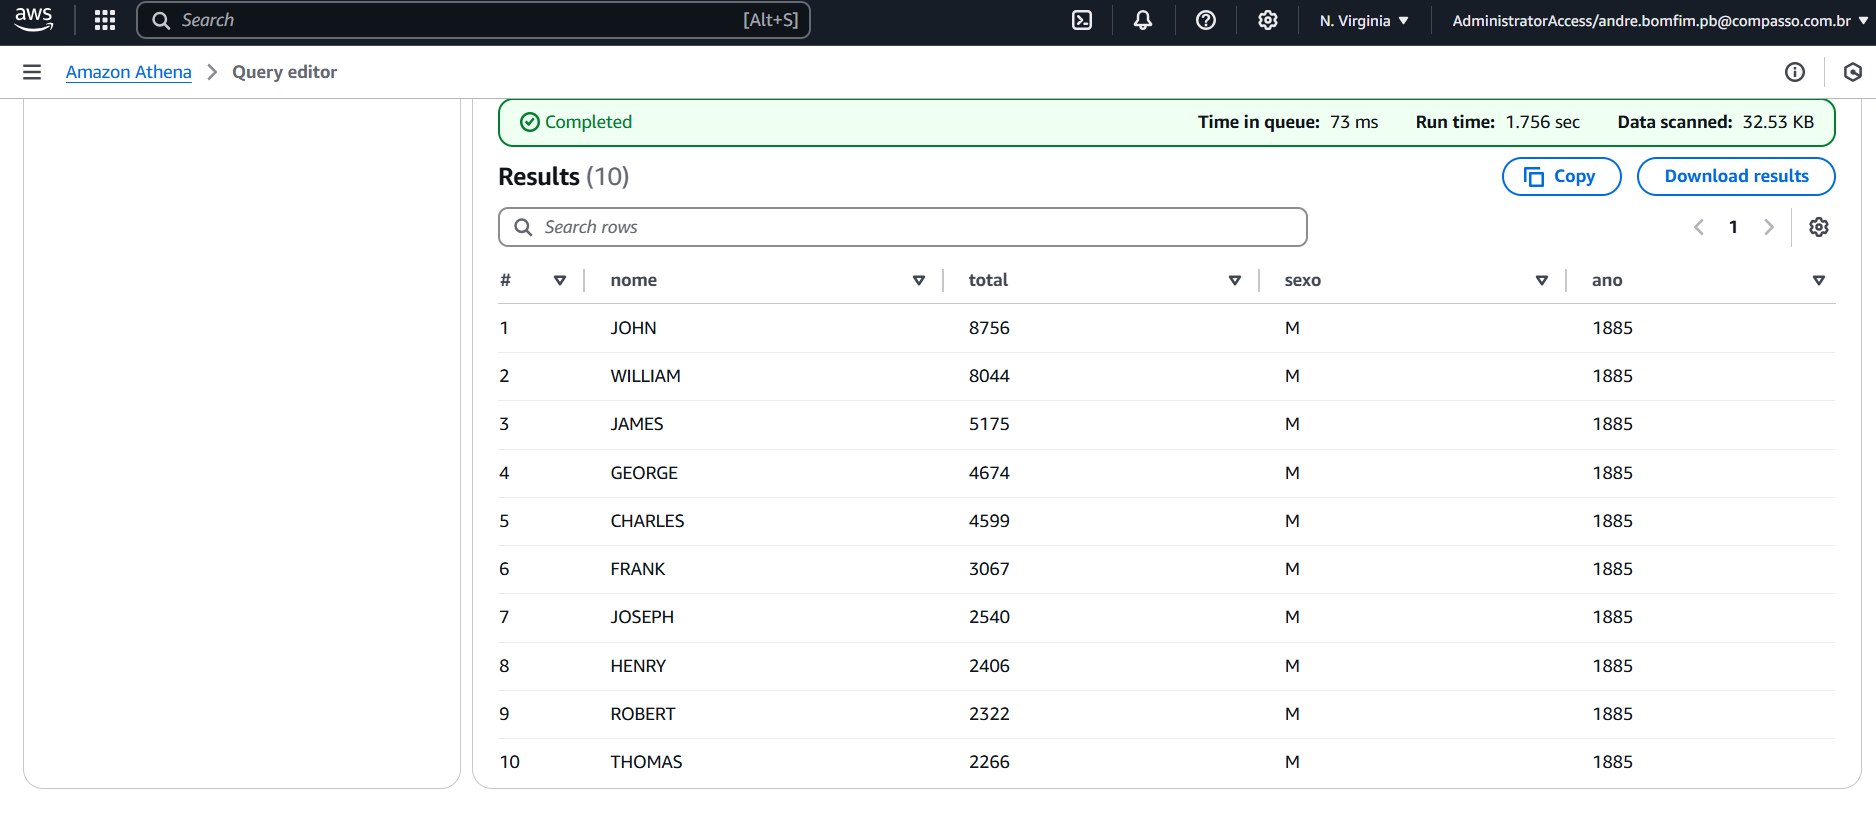 aws Search [Alt+S] N. Virginia AdministratorAccess/andre.bomfim.pb@compasso.com.br
Amazon Athena Query editor
Completed Time in queue: 73 ms Run time: 1.756 sec Data scanned: 32.53 KB
Results (10) Copy Download results
Search rows 1
# nome total sexo ano
1 JOHN 8756 M 1885
2 WILLIAM 8044 M 1885
3 JAMES 5175 M 1885
4 GEORGE 4674 M 1885
5 CHARLES 4599 M 1885
6 FRANK 3067 M 1885
7 JOSEPH 2540 M 1885
8 HENRY 2406 M 1885
9 ROBERT 2322 M 1885
10 THOMAS 2266 M 1885